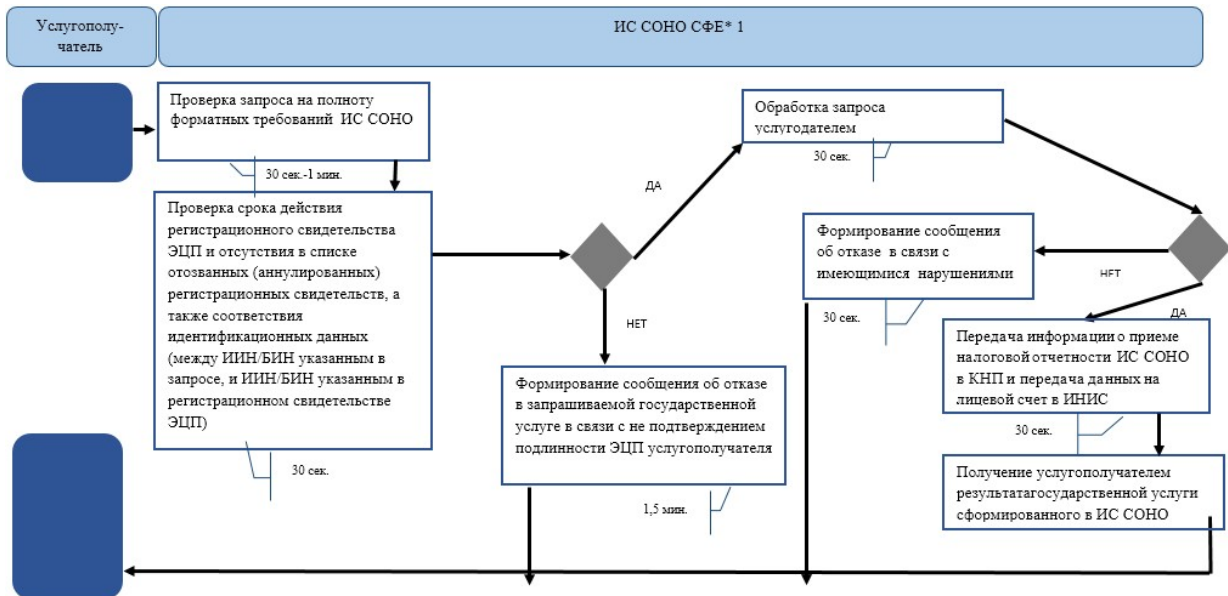 Услугополу-
чатель
ИС СОНО СФЕ* 1
Проверка запроса на полноту
форматных требований ИС СОНО
30 сек.-1 мин.
Проверка срока действия
регистрационного свидетельства
ЭЦП и отсутствия в списке
отозванных (аннулированных)
регистрационных свидетельств, а
также соответствия
идентификационных данных
(между ИИН/БИН указанным в
запросе, и ИИН/БИН указанным в
регистрационном свидетельстве
ЭЦП)
30 сек.
ДА
НЕТ
Формирование сообщения об отказе
в запрашиваемой государственной
услуге в связи с не подтверждением
подлинности ЭЦП услугополучателя
1,5 мин.
Обработка запроса
услугодателем
30 сек.
Формирование сообщения
об отказе в связи с
имеющимися нарушениями
30 сек.
НЕТ
ДА
Передача информации о приеме
налоговой отчетности ИС СОНО
в КНП и передача данных на
лицевой счет в ИНИС
30 сек.
Получение услугополучателем
результатагосударственной услуги
сформированного в ИС СОНО